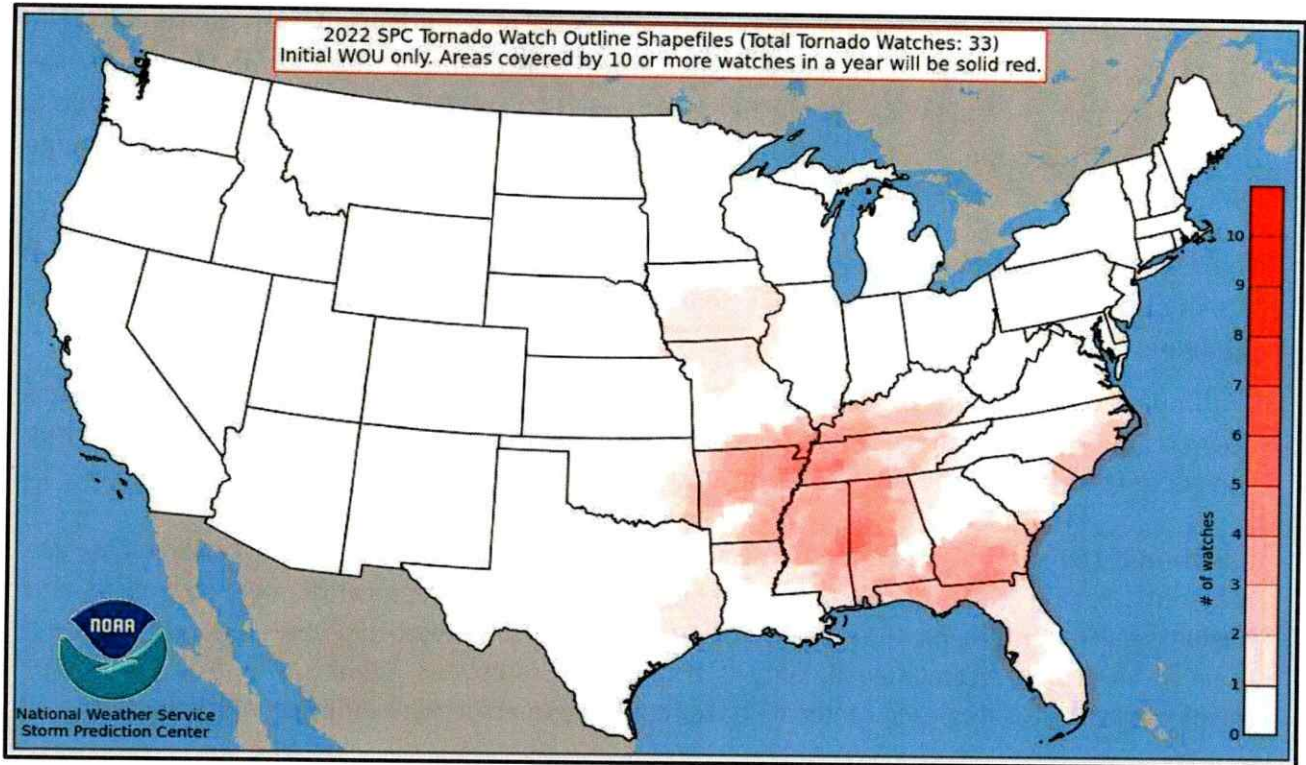 2022 SPC Tornado Watch Outline Shapefiles (Total Tornado Watches: 33)
Initial WOU only. Areas covered by 10 or more watches in a year will be solid red.
10
9
8
7
6
5
4
3
2
1
0
# of watches
NOAA
National Weather Service
Storm Prediction Center